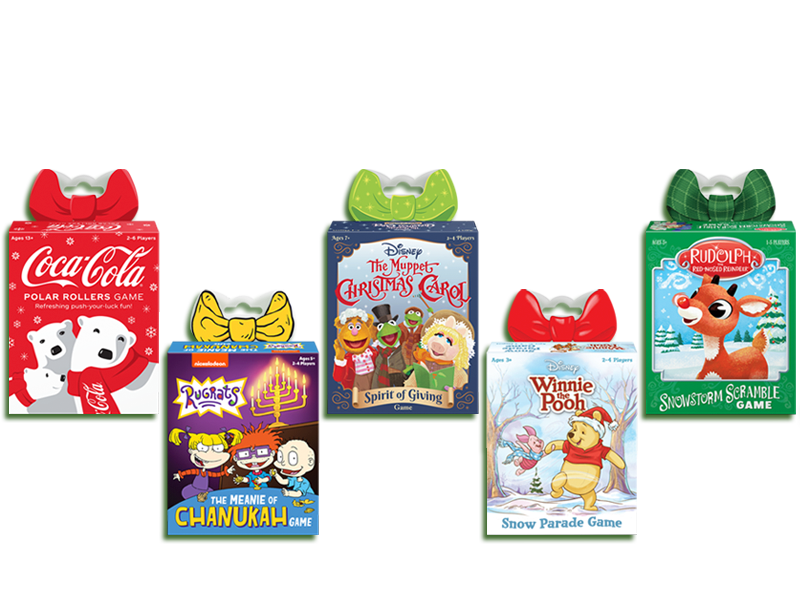 Ages 13+
2-6 Players
Coca-Cola
POLAR ROLLERS GAME
Refreshing push-your-luck fun!
Coca-Cola
nickelodeon
Ages 5+
2-4 Players
RUGRATS
THE MEANIE OF
CHANUKAH GAME
Ages 7+
2-4 Players
Disney
The Muppet
CHRISTMAS CAROL
Spirit of Giving
Game
Ages 3+
2-4 Players
Disney
Winnie
the
Pooh
Snow Parade Game
RUDOLPH
THE
RED-NOSED REINDEER
SNOWSTORM SCRAMBLE
GAME